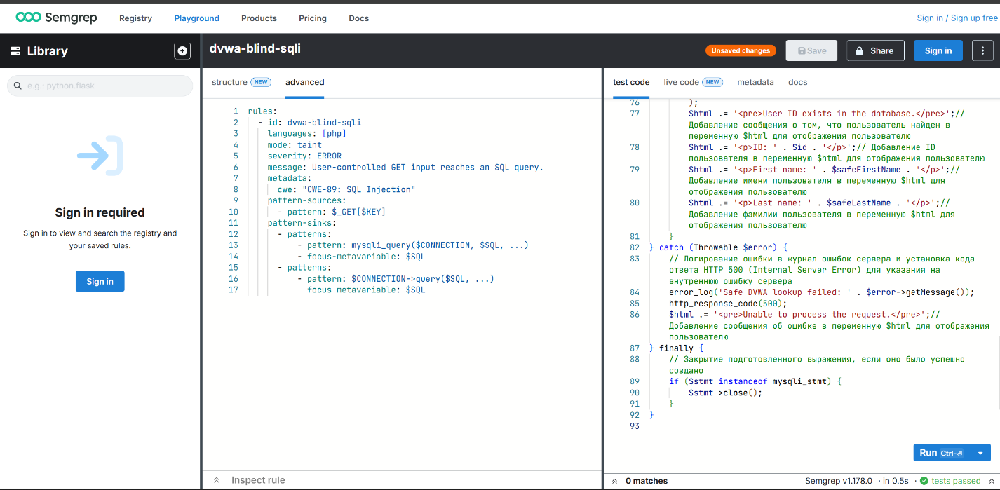 Semgrep
Registry
Playground
Products
Pricing
Docs
Sign in / Sign up free
Library
e.g.: python.flask
Sign in required
Sign in to view and search the registry and
your saved rules.
Sign in
dvwa-blind-sqli
Unsaved changes
Save
Share
Sign in
structure NEW
advanced
1 rules:
2 - id: dvwa-blind-sqli
3 languages: [php]
4 mode: taint
5 severity: ERROR
6 message: User-controlled GET input reaches an SQL query.
7 metadata:
8 cwe: "CWE-89: SQL Injection"
9 pattern-sources:
10 - pattern: $_GET[$KEY]
11 pattern-sinks:
12 - patterns:
13 - pattern: mysqli_query($CONNECTION, $SQL, ...)
14 - focus-metavariable: $SQL
15 - patterns:
16 - pattern: $CONNECTION->query($SQL, ...)
17 - focus-metavariable: $SQL
Inspect rule
test code
live code NEW
metadata
docs
76 );
77 $html .= '<pre>User ID exists in the database.</pre>';//
Добавление сообщения о том, что пользователь найден в
переменную $html для отображения пользователю
78 $html .= '<p>ID: ' . $id . '</p>';// Добавление ID
пользователя в переменную $html для отображения пользователю
79 $html .= '<p>First name: ' . $safeFirstName . '</p>';//
Добавление имени пользователя в переменную $html для
отображения пользователю
80 $html .= '<p>Last name: ' . $safeLastName . '</p>';//
Добавление фамилии пользователя в переменную $html для
отображения пользователю
81 }
82 } catch (Throwable $error) {
83 // Логирование ошибки в журнал ошибок сервера и установка кода
ответа HTTP 500 (Internal Server Error) для указания на
внутреннюю ошибку сервера
84 error_log('Safe DVWA lookup failed: ' . $error->getMessage());
85 http_response_code(500);
86 $html .= '<pre>Unable to process the request.</pre>';//
Добавление сообщения об ошибке в переменную $html для отображения
пользователю
87 } finally {
88 // Закрытие подготовленного выражения, если оно было успешно
создано
89 if ($stmt instanceof mysqli_stmt) {
90 $stmt->close();
91 }
92 }
93
Run Ctrl-⏎
0 matches
Semgrep v1.178.0 · in 0.5s · tests passed